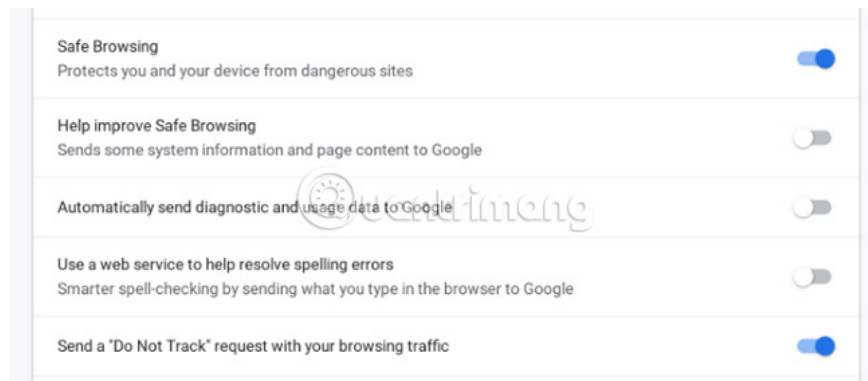 Safe Browsing
Protects you and your device from dangerous sites
Help improve Safe Browsing
Sends some system information and page content to Google
Quantrimang
Automatically send diagnostic and usage data to Google
Use a web service to help resolve spelling errors
Smarter spell-checking by sending what you type in the browser to Google
Send a "Do Not Track" request with your browsing traffic